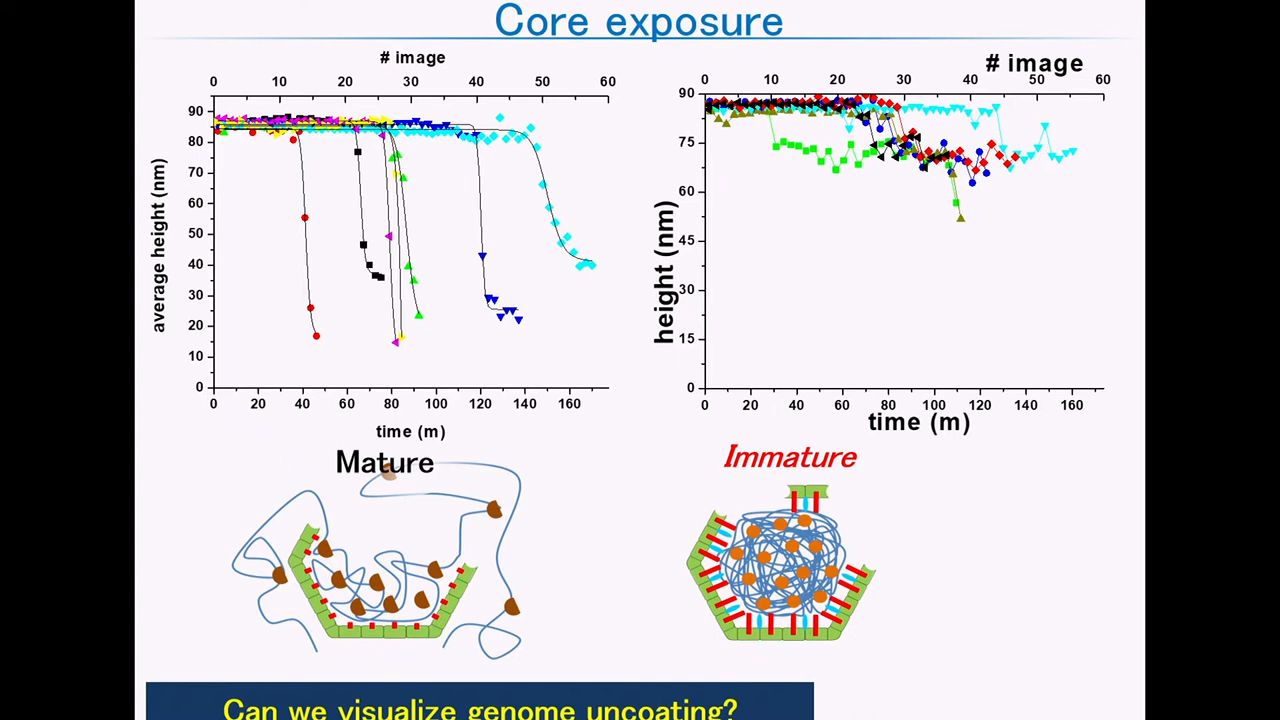 Core exposure
# image
0 10 20 30 40 50 60
90
80
70
60
50
40
30
20
10
0
average height (nm)
0 20 40 60 80 100 120 140 160
time (m)
# image
0 10 20 30 40 50 60
90
75
60
45
30
15
0
height (nm)
0 20 40 60 80 100 120 140 160
time (m)
Mature
Immature
Can we visualize genome uncoating?